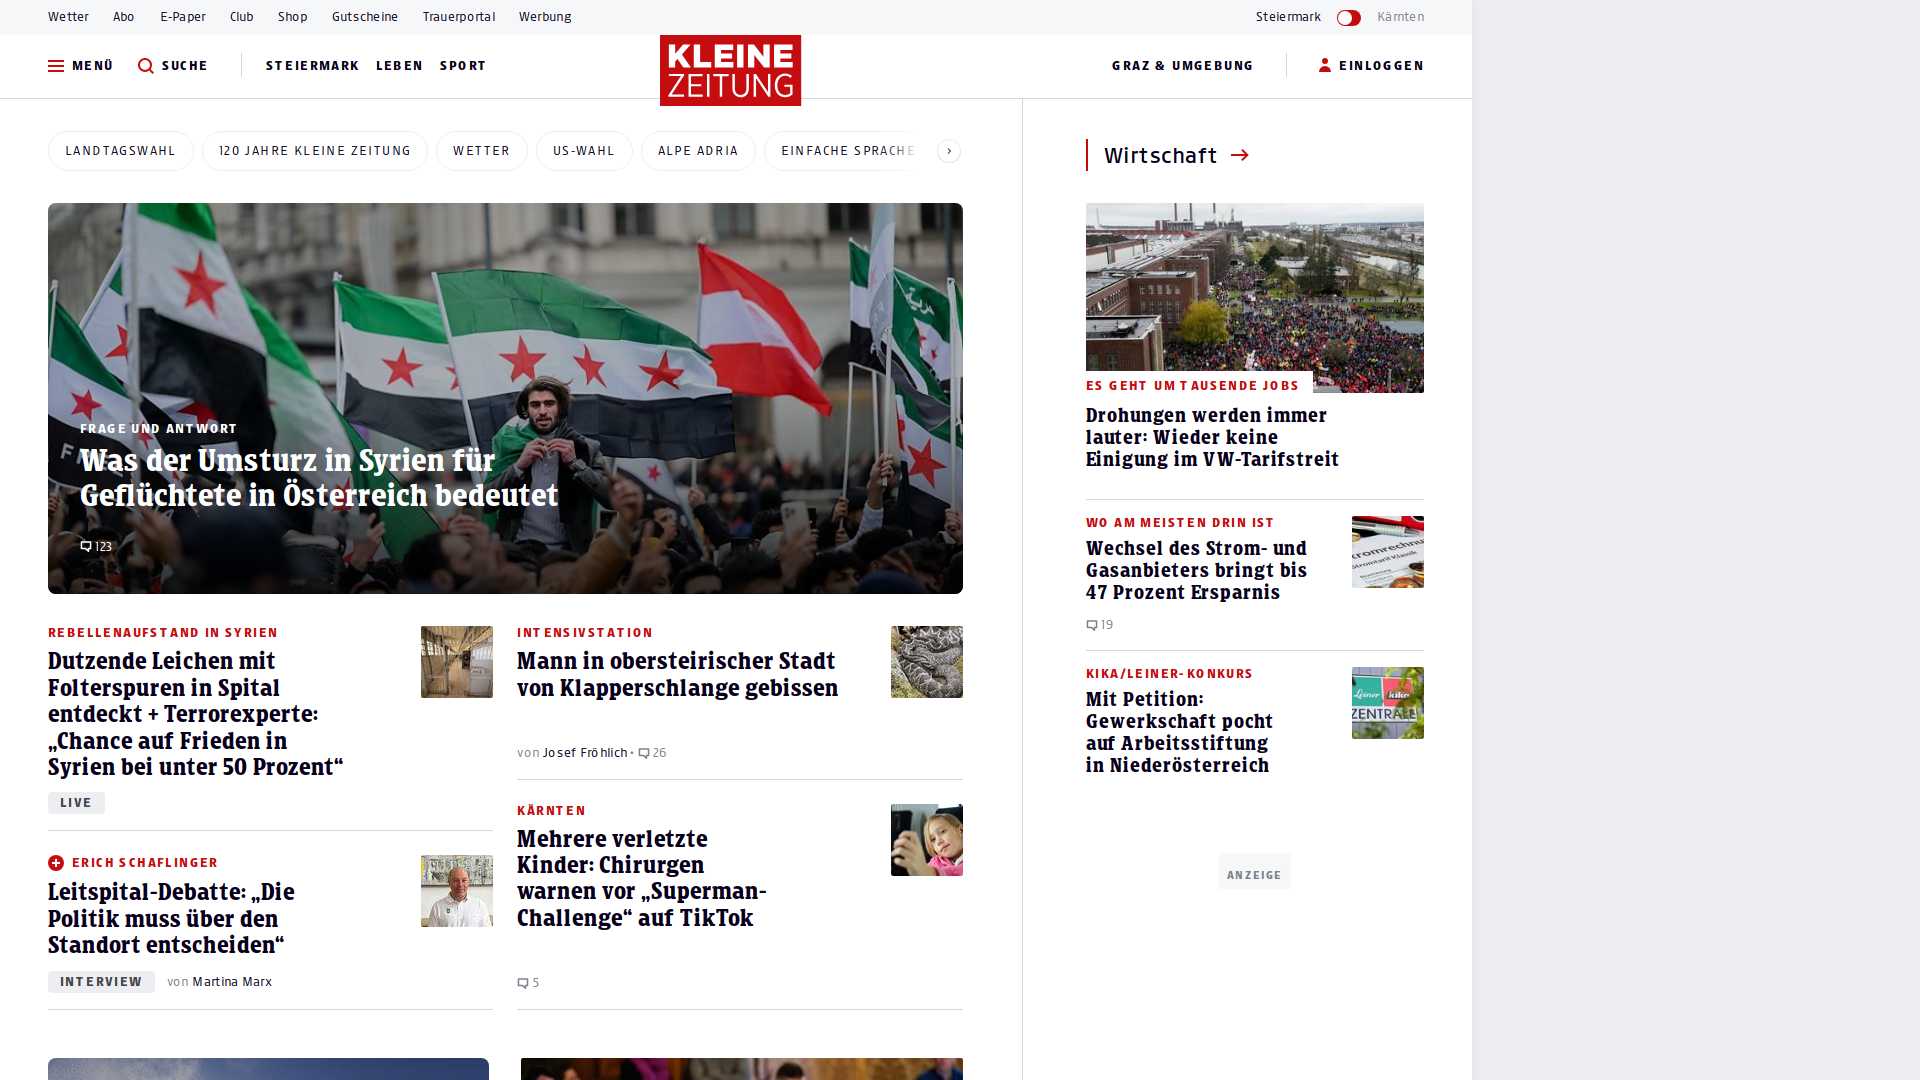 Wetter Abo E-Paper Club Shop Gutscheine Trauerportal Werbung Steiermark Kärnten
MENÜ SUCHE STEIERMARK LEBEN SPORT KLEINE ZEITUNG GRAZ & UMGEBUNG EINLOGGEN
LANDTAGSWAHL 120 JAHRE KLEINE ZEITUNG WETTER US-WAHL ALPE ADRIA EINFACHE SPRACHE
FRAGE UND ANTWORT
Was der Umsturz in Syrien für
Geflüchtete in Österreich bedeutet
123
REBELLENAUFSTAND IN SYRIEN
Dutzende Leichen mit
Folterspuren in Spital
entdeckt + Terrorexperte:
„Chance auf Frieden in
Syrien bei unter 50 Prozent“
LIVE
ERICH SCHAFLINGER
Leitspital-Debatte: „Die
Politik muss über den
Standort entscheiden“
INTERVIEW von Martina Marx
INTENSIVSTATION
Mann in obersteirischer Stadt
von Klapperschlange gebissen
von Josef Fröhlich • 26
KÄRNTEN
Mehrere verletzte
Kinder: Chirurgen
warnen vor „Superman-
Challenge“ auf TikTok
5
Wirtschaft
ES GEHT UM TAUSENDE JOBS
Drohungen werden immer
lauter: Wieder keine
Einigung im VW-Tarifstreit
WO AM MEISTEN DRIN IST
Wechsel des Strom- und
Gasanbieters bringt bis
47 Prozent Ersparnis
19
KIKA/LEINER-KONKURS
Mit Petition:
Gewerkschaft pocht
auf Arbeitsstiftung
in Niederösterreich
Leiner kika
ZENTRALE
ANZEIGE